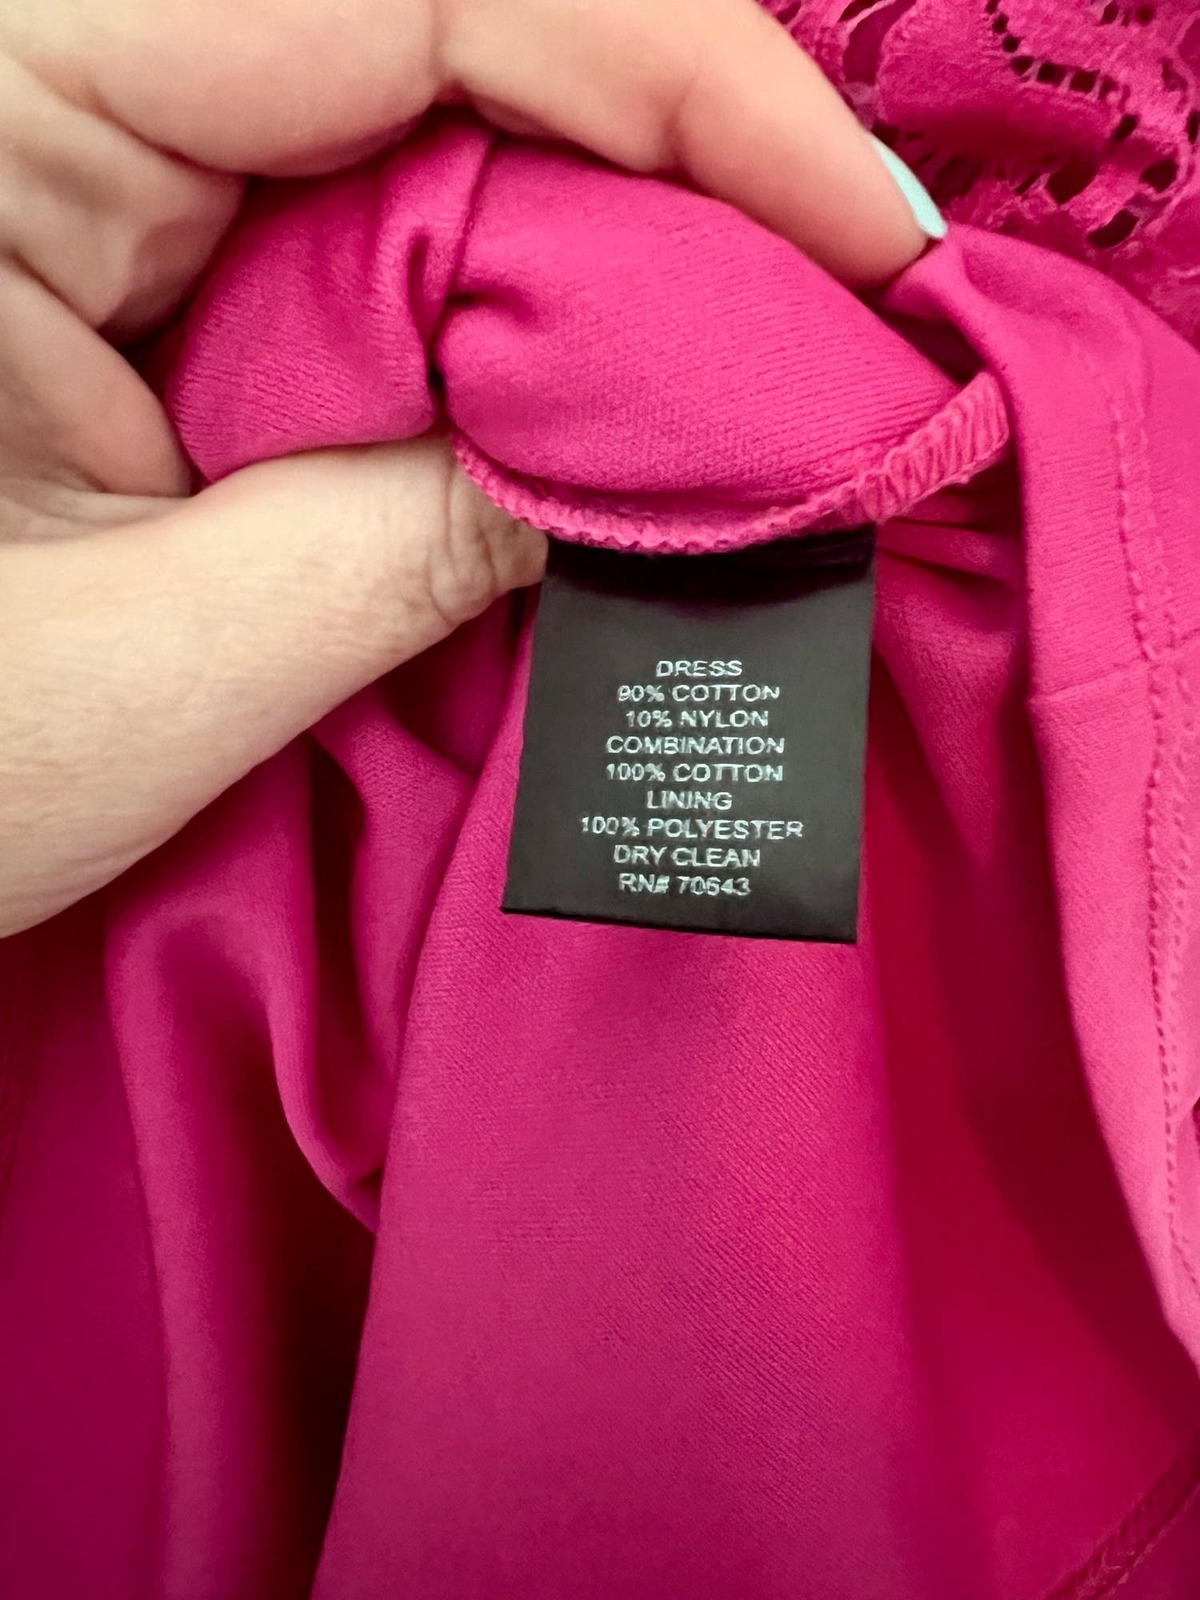 DRESS
90% COTTON
10% NYLON
COMBINATION
100% COTTON
LINING
100% POLYESTER
DRY CLEAN
RN# 70643